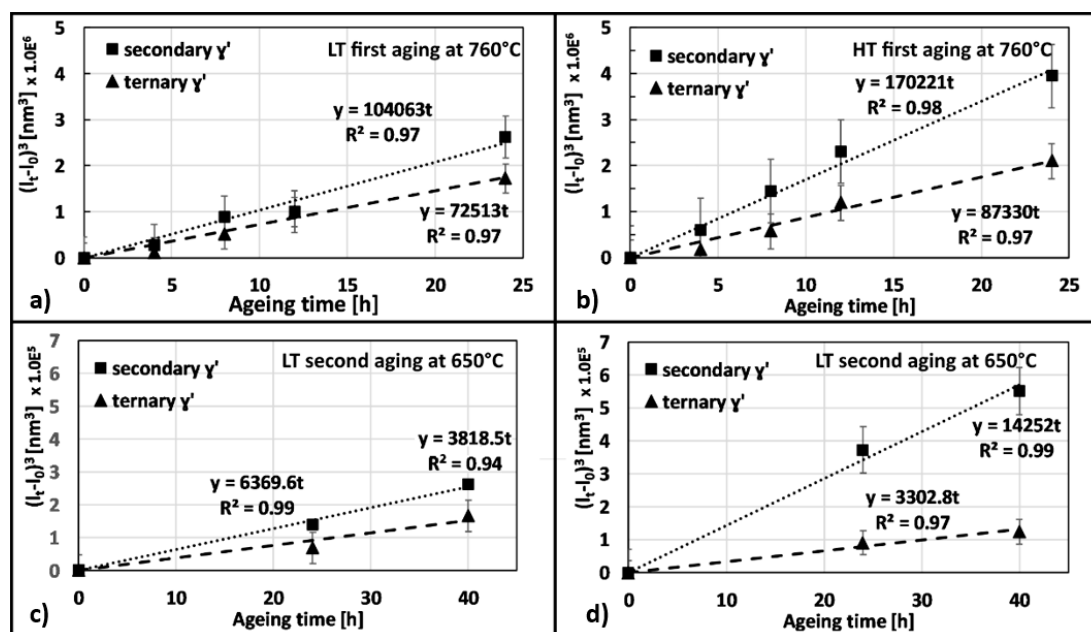 (lt-l0)³ [nm³] x 1.0E⁶
5
4
3
2
1
0
■ secondary ɣ'
▲ ternary ɣ'
LT first aging at 760°C
y = 104063t
R² = 0.97
y = 72513t
R² = 0.97
0 5 10 15 20 25
a)
Ageing time [h]
(lt-l0)³ [nm³] x 1.0E⁶
5
4
3
2
1
0
■ secondary ɣ'
▲ ternary ɣ'
HT first aging at 760°C
y = 170221t
R² = 0.98
y = 87330t
R² = 0.97
0 5 10 15 20 25
b)
Ageing time [h]
(lt-l0)³ [nm³] x 1.0E⁵
7
6
5
4
3
2
1
0
■ secondary ɣ'
▲ ternary ɣ'
LT second aging at 650°C
y = 3818.5t
R² = 0.94
y = 6369.6t
R² = 0.99
0 10 20 30 40
c)
Ageing time [h]
(lt-l0)³ [nm³] x 1.0E⁵
7
6
5
4
3
2
1
0
■ secondary ɣ'
▲ ternary ɣ'
LT second aging at 650°C
y = 14252t
R² = 0.99
y = 3302.8t
R² = 0.97
0 10 20 30 40
d)
Ageing time [h]